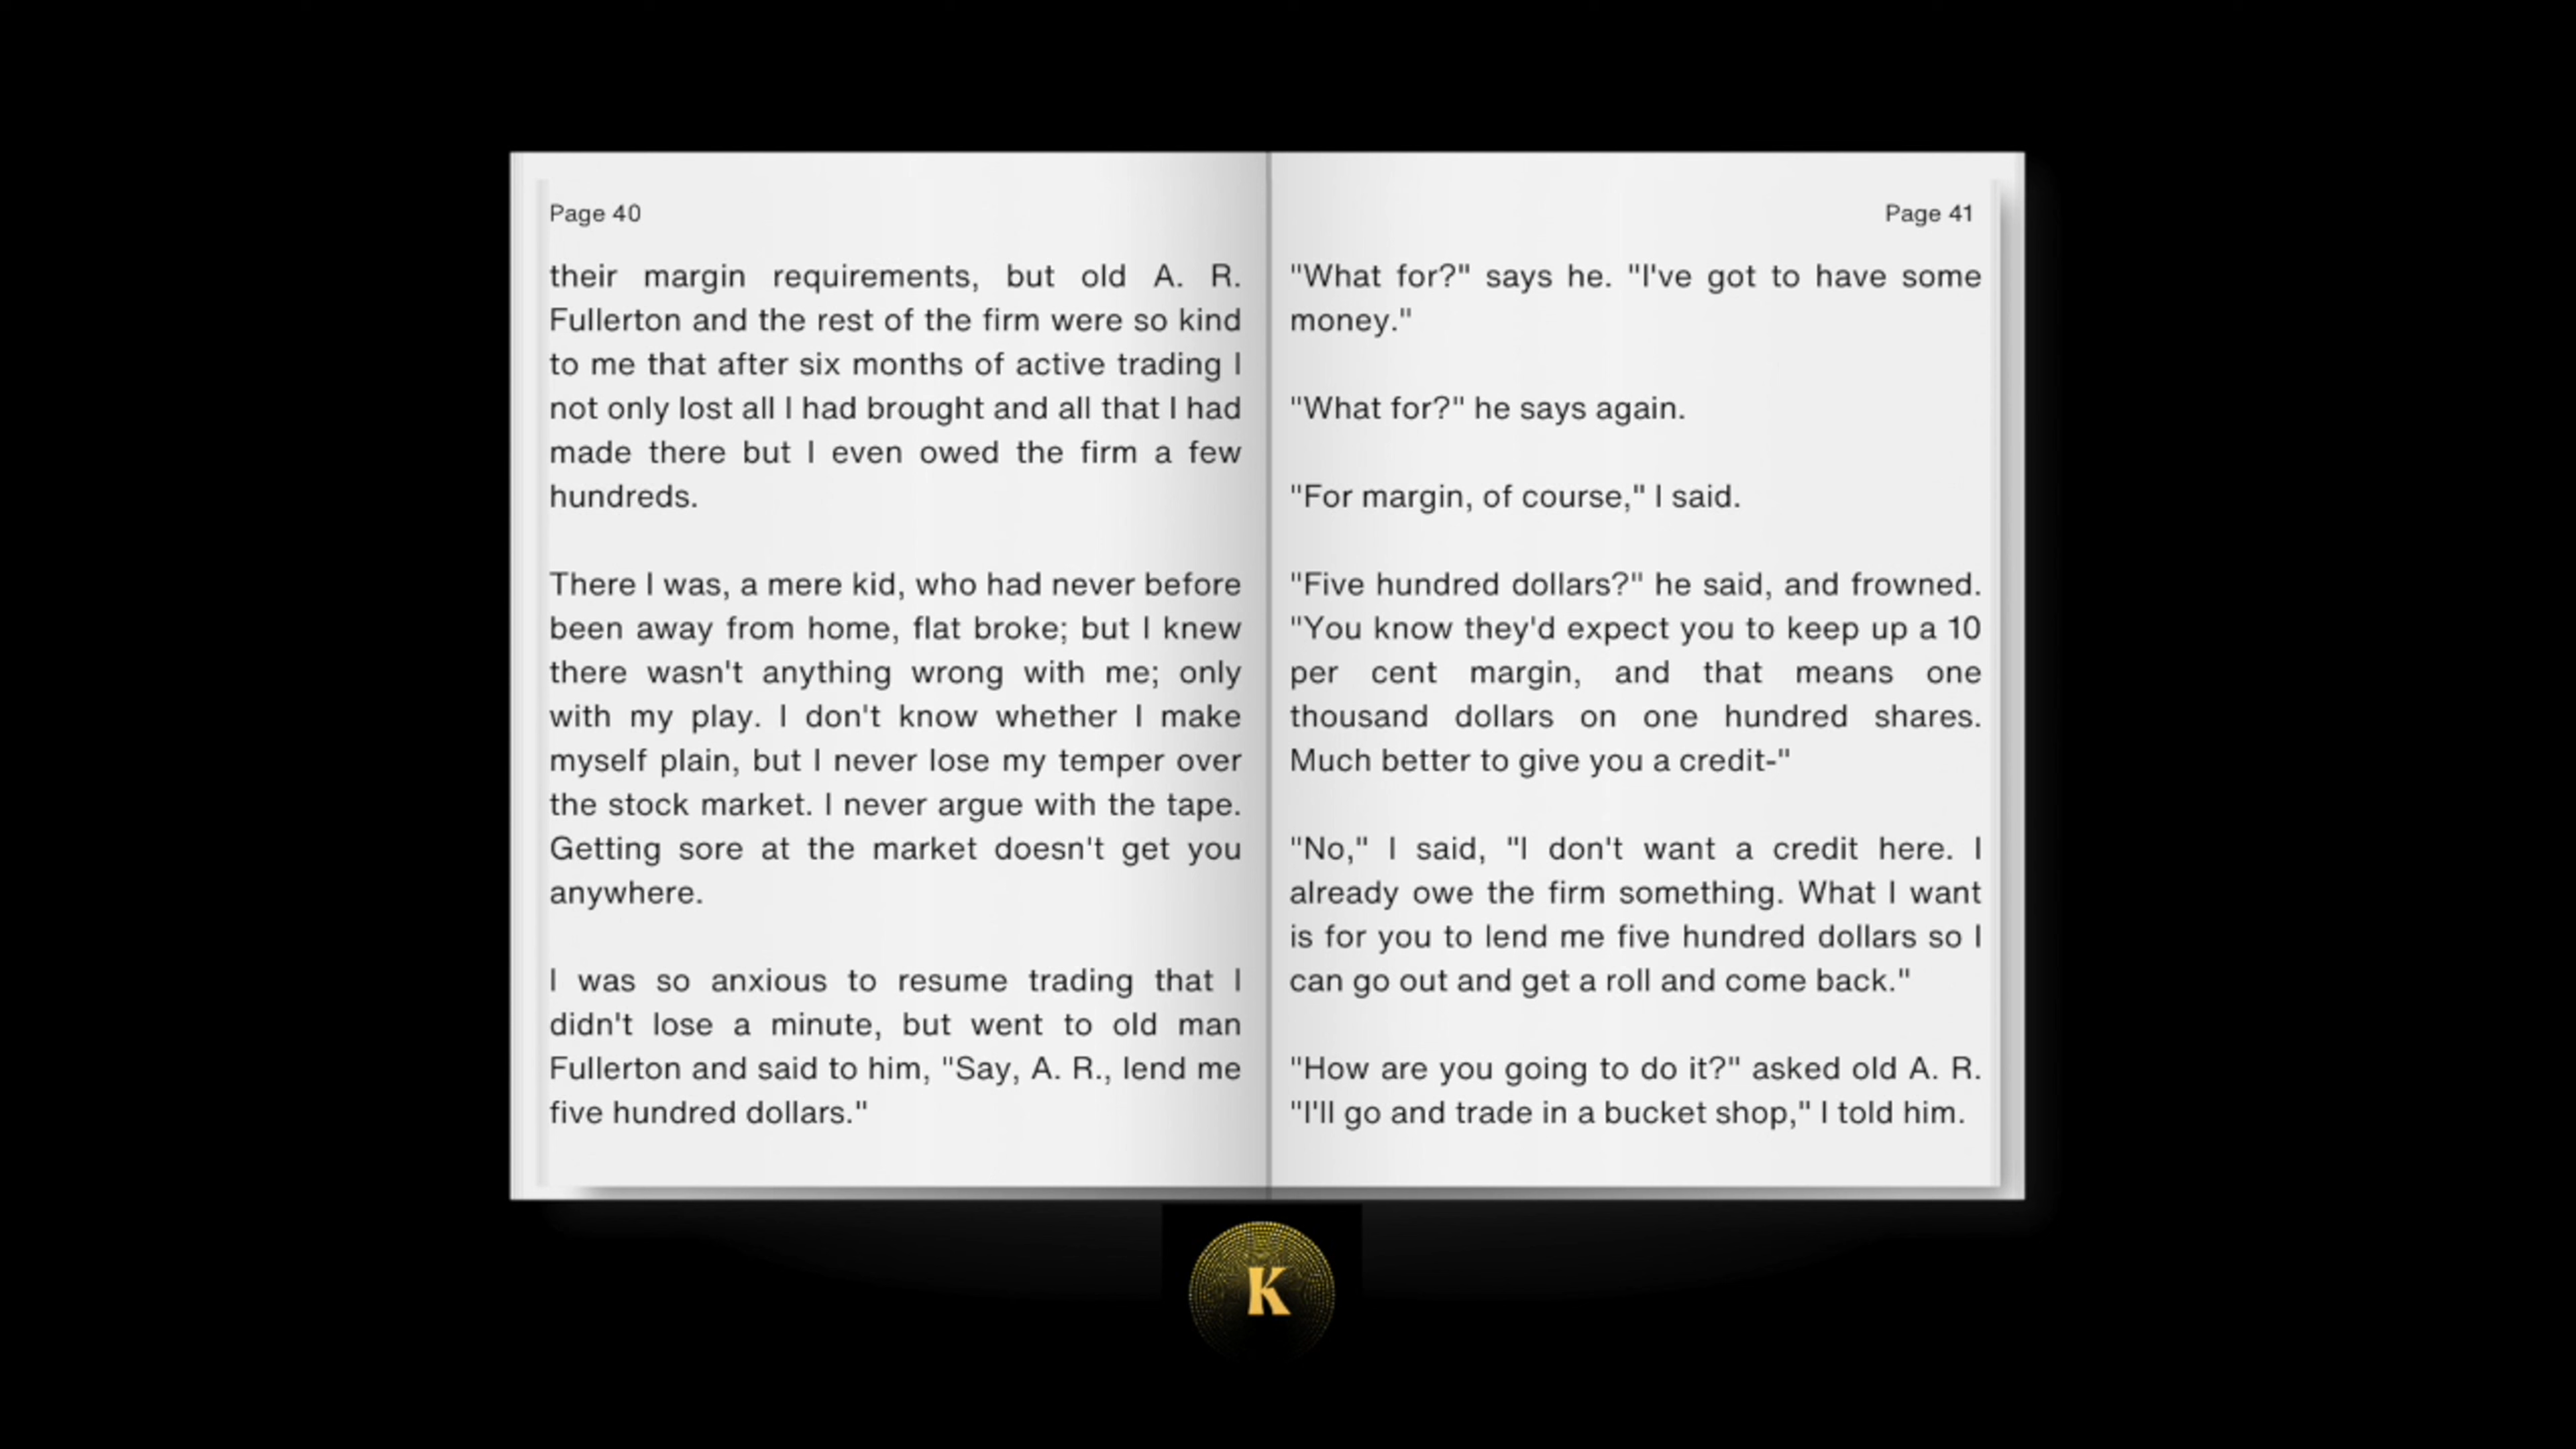 Page 40
their margin requirements, but old A. R.
Fullerton and the rest of the firm were so kind
to me that after six months of active trading I
not only lost all I had brought and all that I had
made there but I even owed the firm a few
hundreds.
There I was, a mere kid, who had never before
been away from home, flat broke; but I knew
there wasn't anything wrong with me; only
with my play. I don't know whether I make
myself plain, but I never lose my temper over
the stock market. I never argue with the tape.
Getting sore at the market doesn't get you
anywhere.
I was so anxious to resume trading that I
didn't lose a minute, but went to old man
Fullerton and said to him, "Say, A. R., lend me
five hundred dollars."
Page 41
"What for?" says he. "I've got to have some
money."
"What for?" he says again.
"For margin, of course," I said.
"Five hundred dollars?" he said, and frowned.
"You know they'd expect you to keep up a 10
per cent margin, and that means one
thousand dollars on one hundred shares.
Much better to give you a credit-"
"No," I said, "I don't want a credit here. I
already owe the firm something. What I want
is for you to lend me five hundred dollars so I
can go out and get a roll and come back."
"How are you going to do it?" asked old A. R.
"I'll go and trade in a bucket shop," I told him.
K